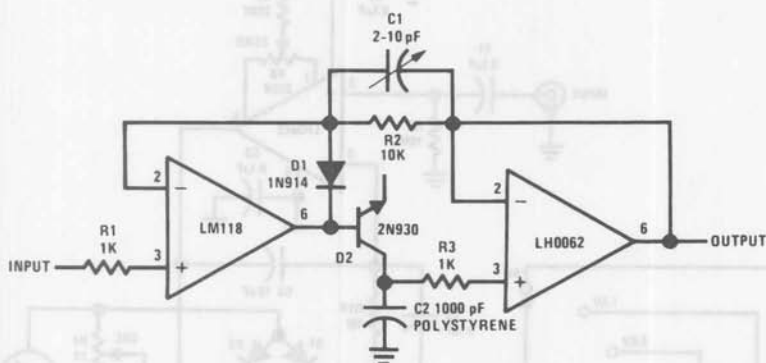 C1
2-10 pF
R2
10K
D1
1N914
2
-
LM118
6
3
+
R1
1K
INPUT
2N930
D2
R3
1K
2
-
LH0062
6
3
+
OUTPUT
C2 1000 pF
POLYSTYRENE